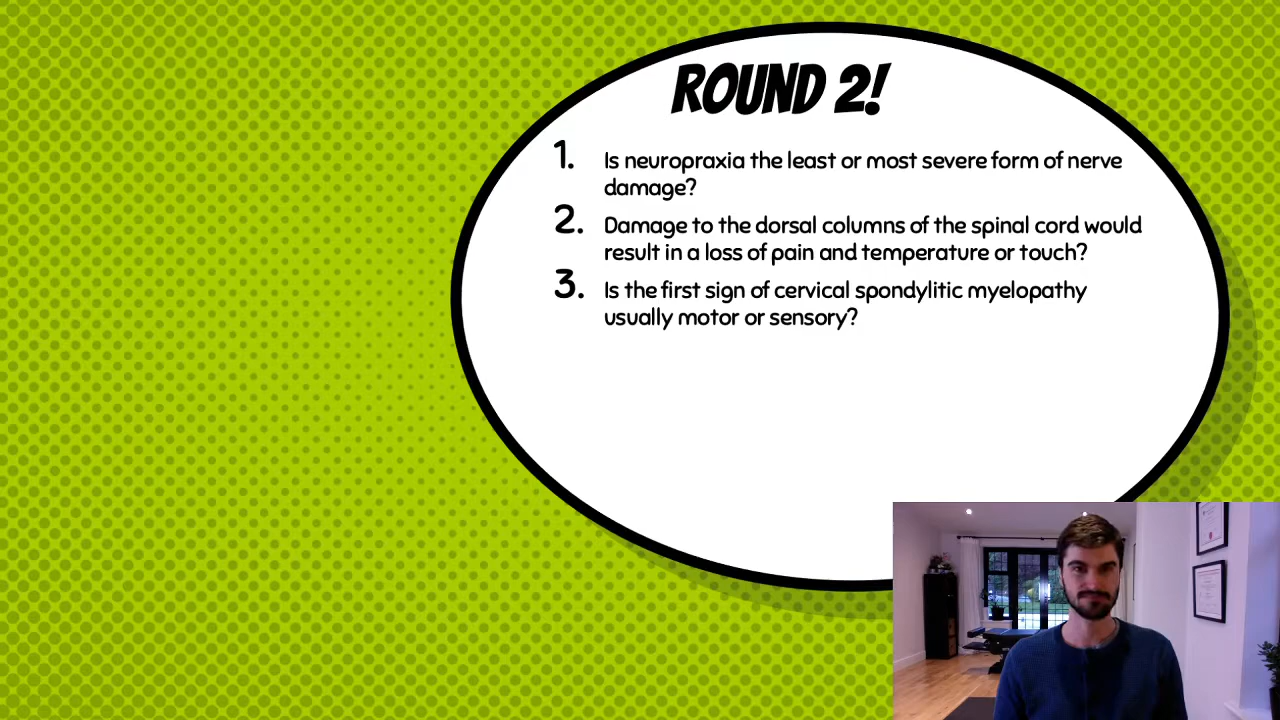 ROUND 2!
1. Is neuropraxia the least or most severe form of nerve
damage?
2. Damage to the dorsal columns of the spinal cord would
result in a loss of pain and temperature or touch?
3. Is the first sign of cervical spondylitic myelopathy
usually motor or sensory?